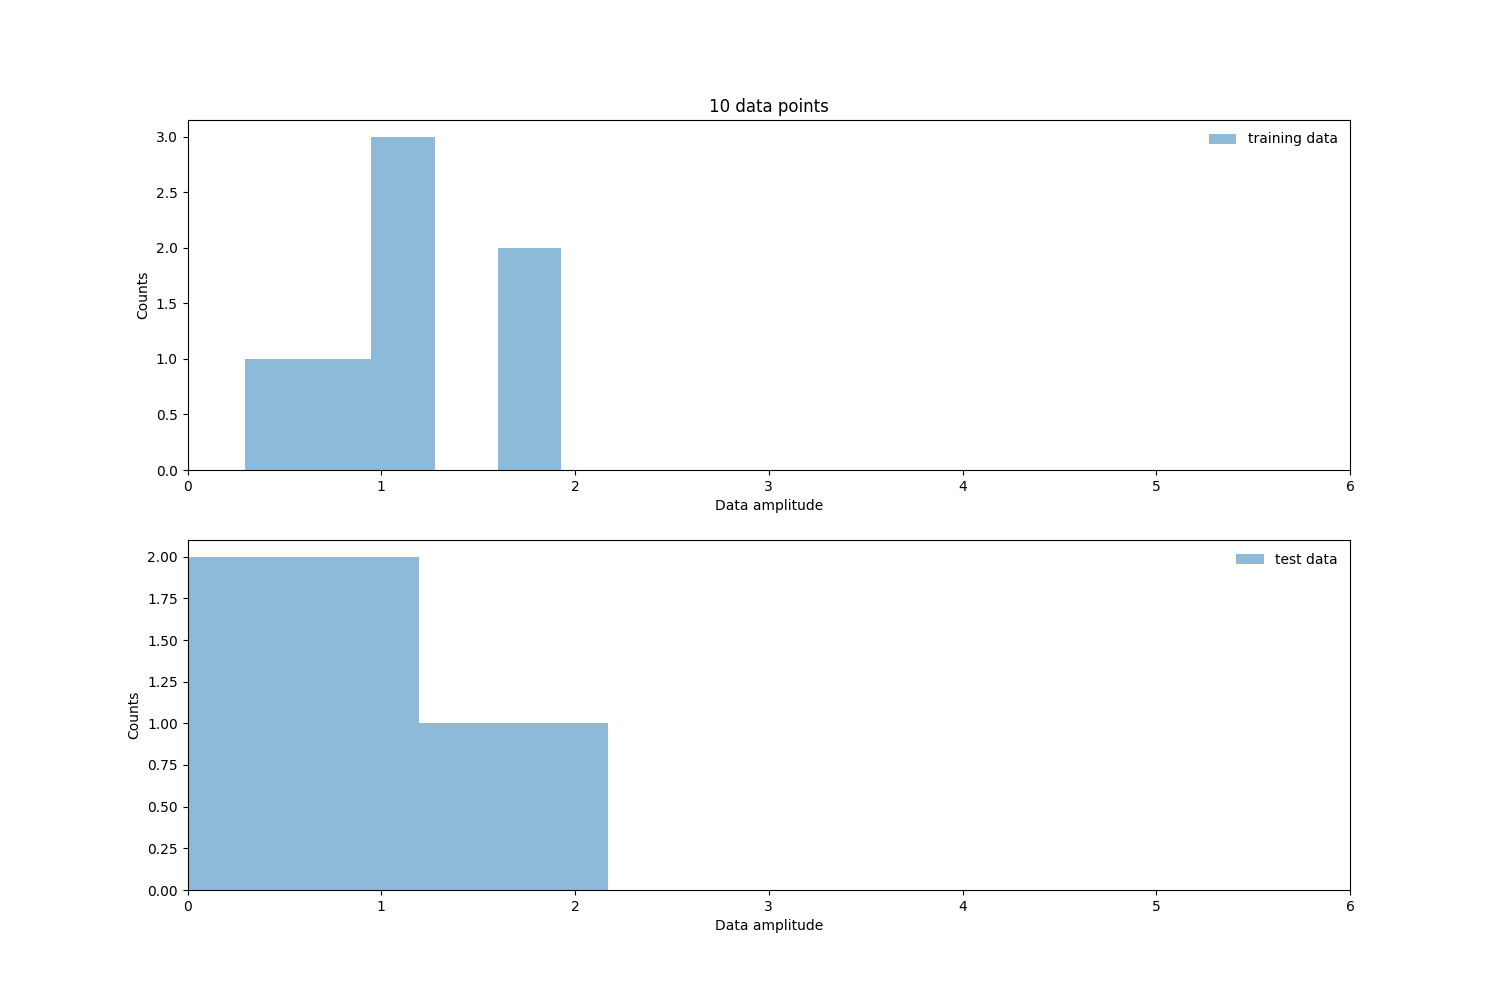 10 data points
training data
3.0
2.5
2.0
1.5
1.0
0.5
0.0
Counts
0 1 2 3 4 5 6
Data amplitude
test data
2.00
1.75
1.50
1.25
1.00
0.75
0.50
0.25
0.00
Counts
0 1 2 3 4 5 6
Data amplitude